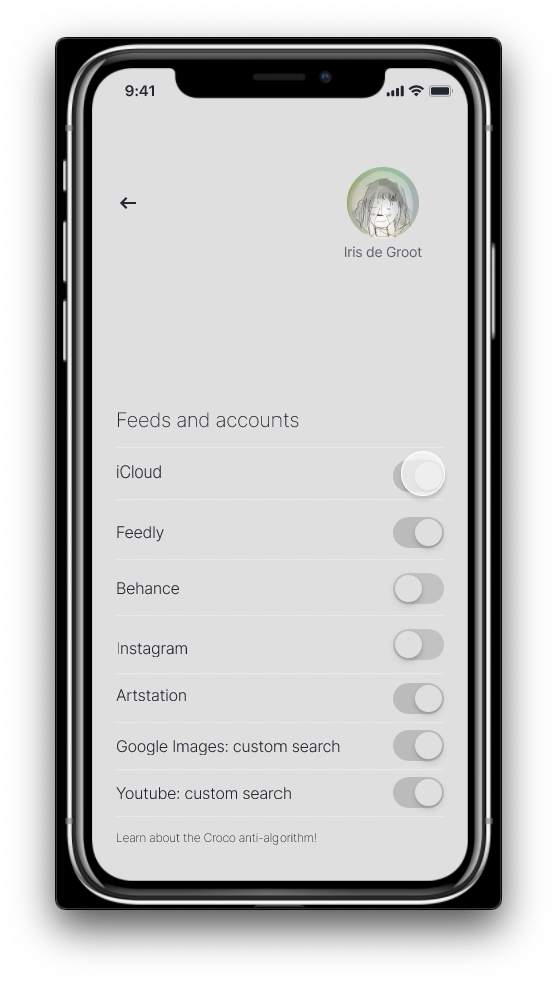 9:41
Iris de Groot
Feeds and accounts
iCloud
Feedly
Behance
Instagram
Artstation
Google Images: custom search
Youtube: custom search
Learn about the Croco anti-algorithm!